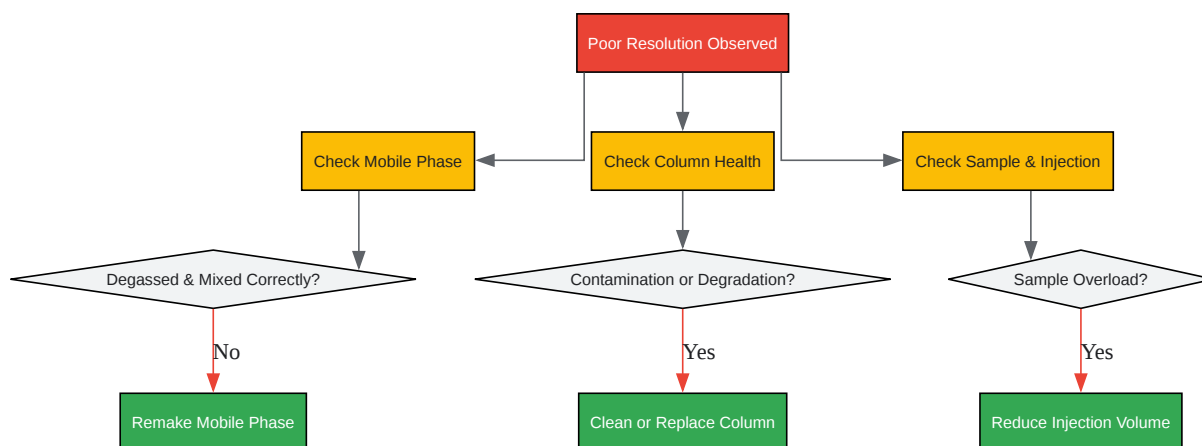 Poor Resolution Observed
Check Mobile Phase
Check Column Health
Check Sample & Injection
Degassed & Mixed Correctly?
Contamination or Degradation?
Sample Overload?
No
Yes
Yes
Remake Mobile Phase
Clean or Replace Column
Reduce Injection Volume